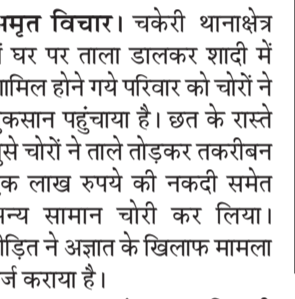 मृत विचार। चकेरी थानाक्षेत्र
घर पर ताला डालकर शादी में
ामिल होने गये परिवार को चोरों ने
कसान पहुंचाया है। छत के रास्ते
ुसे चोरों ने ताले तोड़कर तकरीबन
क लाख रुपये की नकदी समेत
न्य सामान चोरी कर लिया।
ड़ित ने अज्ञात के खिलाफ मामला
र्ज कराया है।